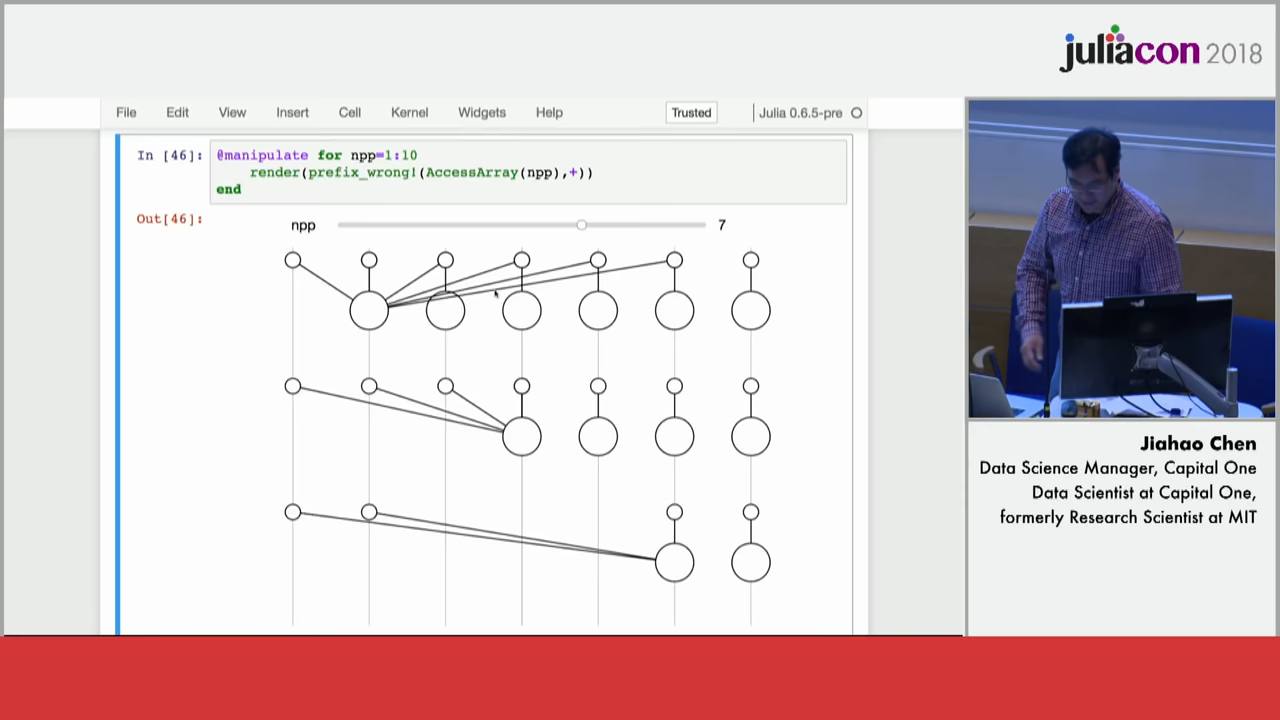 juliacon 2018
File Edit View Insert Cell Kernel Widgets Help Trusted Julia 0.6.5-pre
In [46]: @manipulate for npp=1:10
render(prefix_wrong!(AccessArray(npp),+))
end
Out[46]:
npp 7
Jiahao Chen
Data Science Manager, Capital One
Data Scientist at Capital One,
formerly Research Scientist at MIT